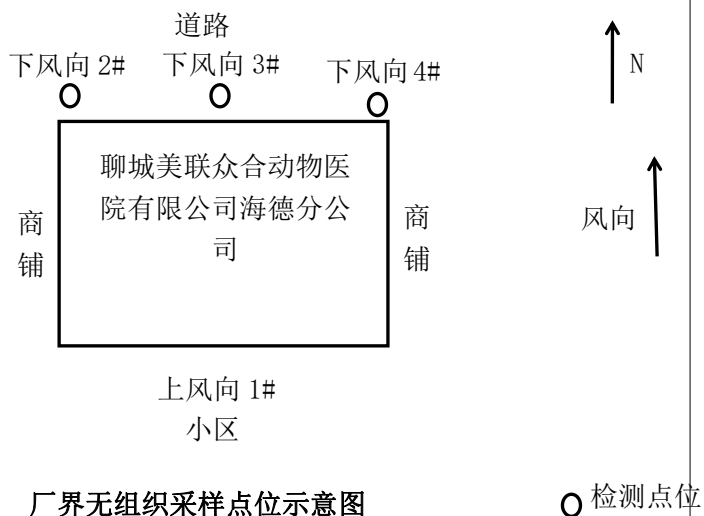 道路
下风向 2#
下风向 3#
下风向 4#
N
聊城美联众合动物医
院有限公司海德分公
司
商
铺
商
铺
风向
上风向 1#
小区
厂界无组织采样点位示意图
检测点位